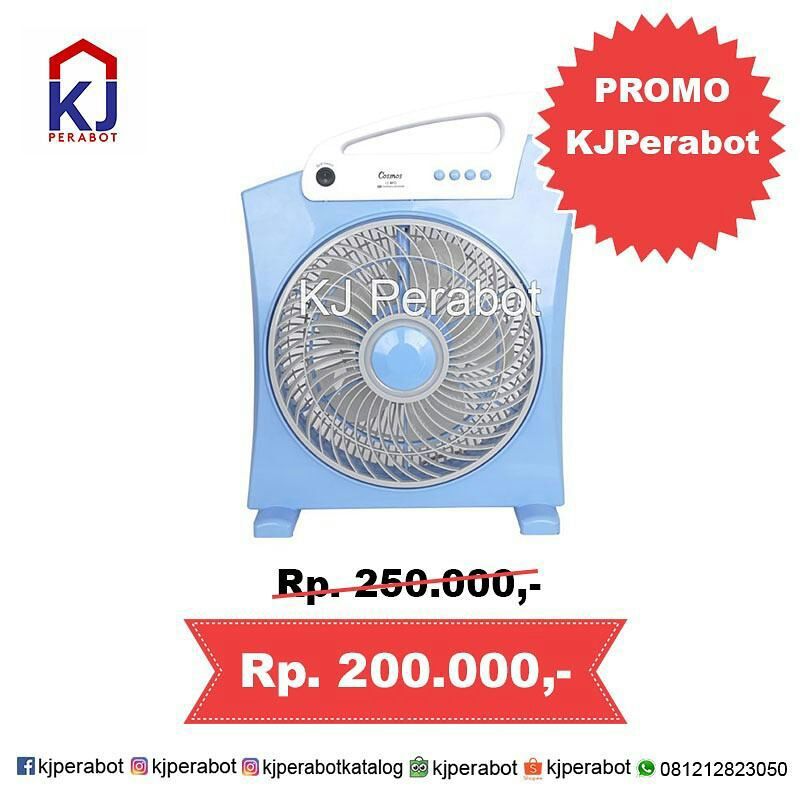 KJ
PERABOT
PROMO
KJPerabot
Cosmos
KJ Perabot
Rp. 250.000,-
Rp. 200.000,-
kjperabot kjperabot kjperabotkatalog kjperabot Shopee kjperabot 081212823050